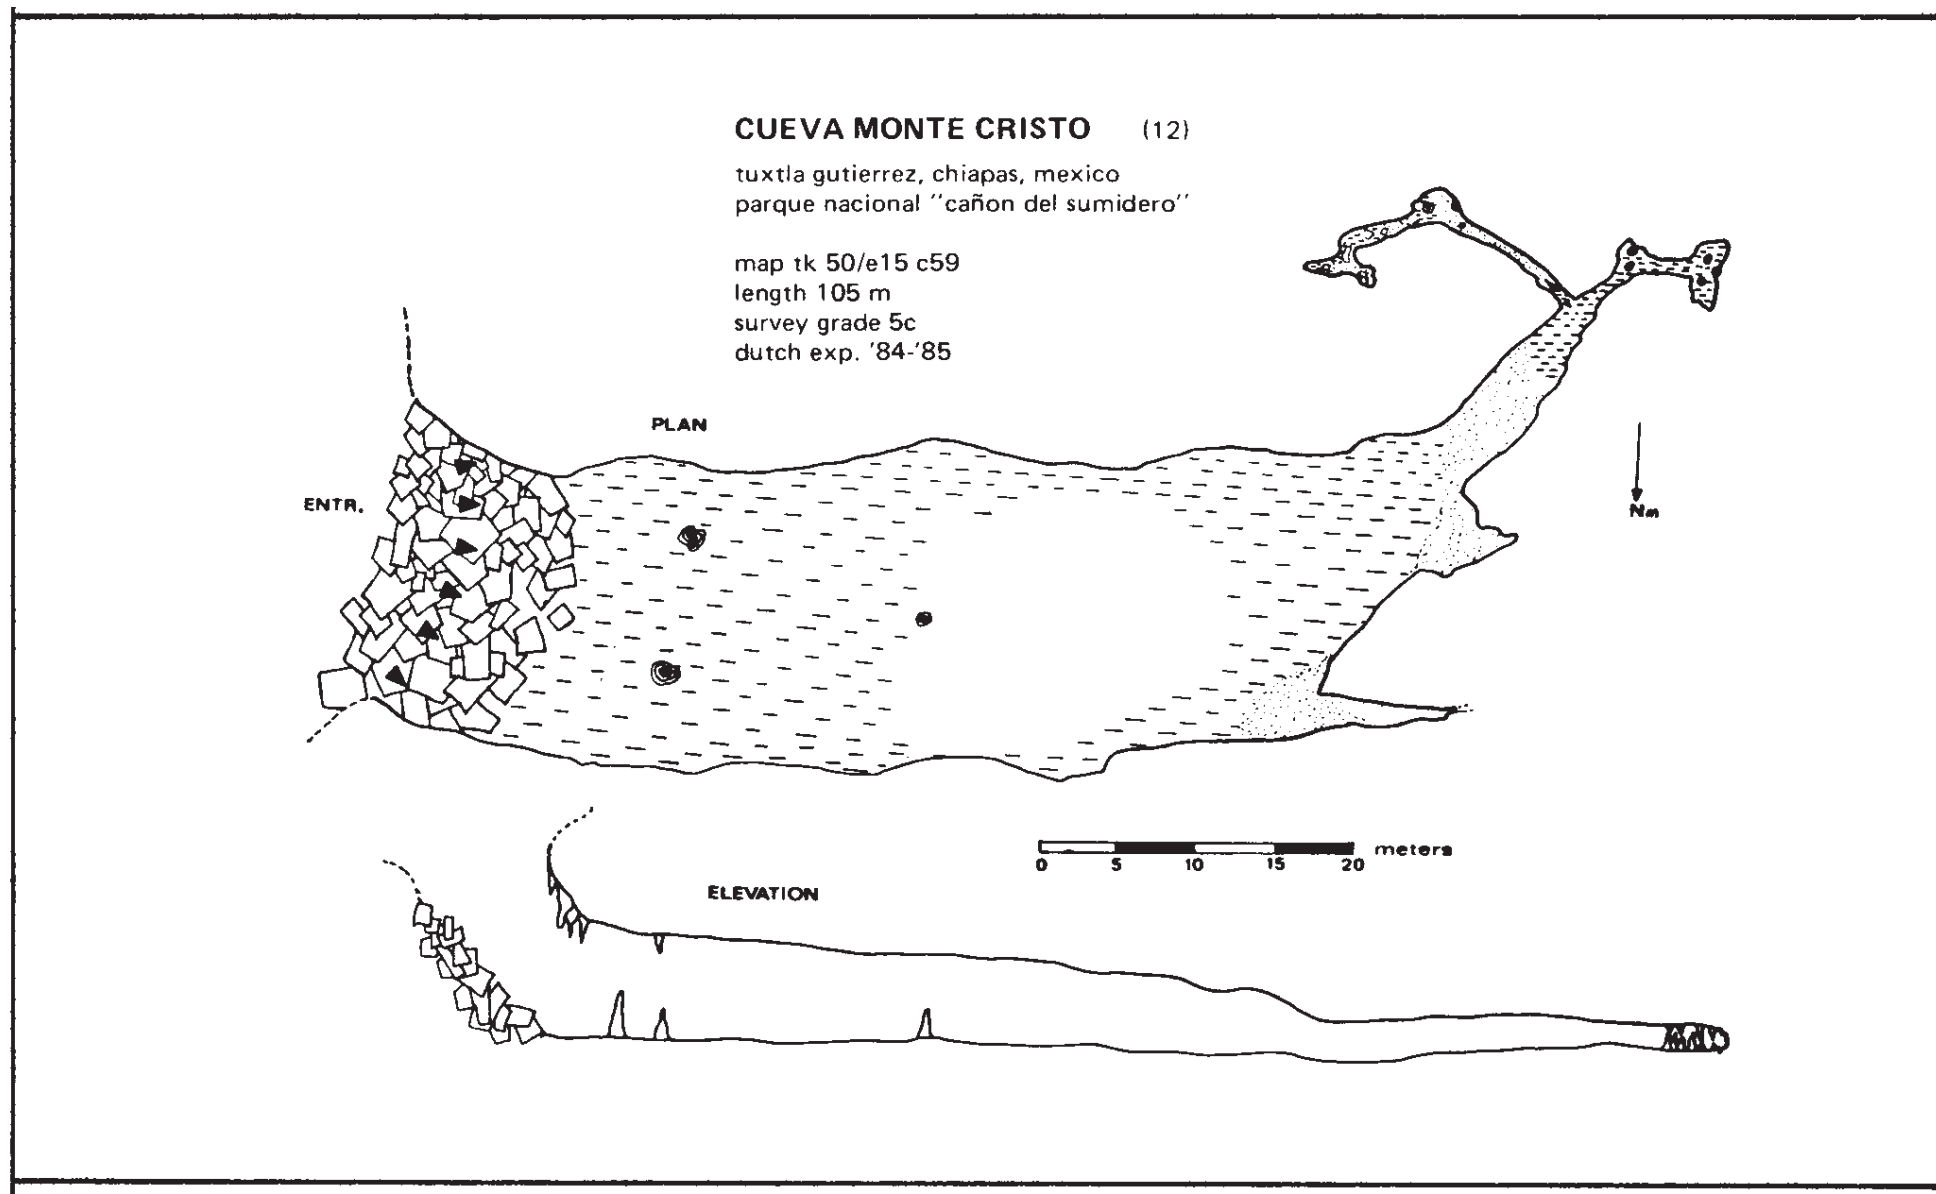 CUEVA MONTE CRISTO (12)
tuxtla gutierrez, chiapas, mexico
parque nacional "cañon del sumidero"
map tk 50/e15 c59
length 105 m
survey grade 5c
dutch exp. '84-'85
PLAN
ENTR.
Nm
0 5 10 15 20 meters
ELEVATION